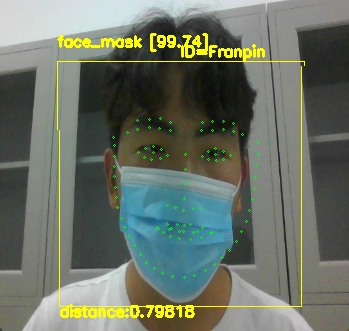 face_mask [99.74]
ID=Franpin
distance:0.79818